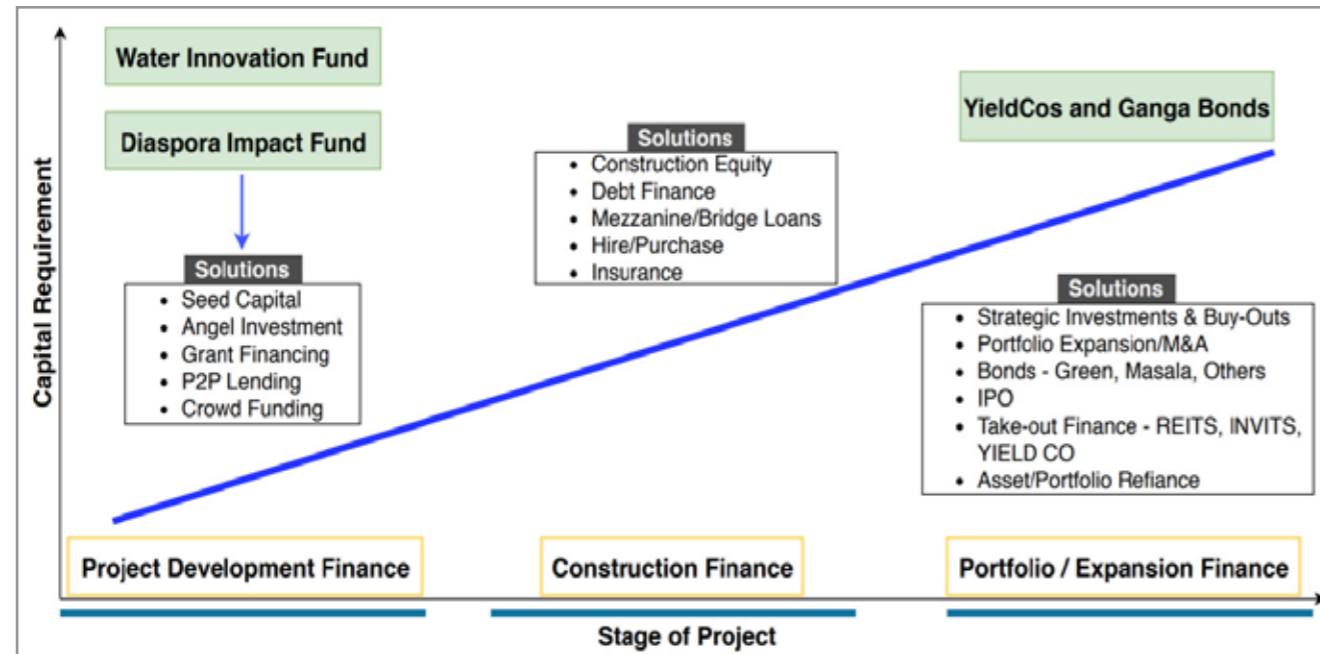 Water Innovation Fund
Diaspora Impact Fund
YieldCos and Ganga Bonds
Capital Requirement
Solutions
• Seed Capital
• Angel Investment
• Grant Financing
• P2P Lending
• Crowd Funding
Solutions
• Construction Equity
• Debt Finance
• Mezzanine/Bridge Loans
• Hire/Purchase
• Insurance
Solutions
• Strategic Investments & Buy-Outs
• Portfolio Expansion/M&A
• Bonds - Green, Masala, Others
• IPO
• Take-out Finance - REITS, INVITS,
YIELD CO
• Asset/Portfolio Refiance
Project Development Finance
Construction Finance
Portfolio / Expansion Finance
Stage of Project